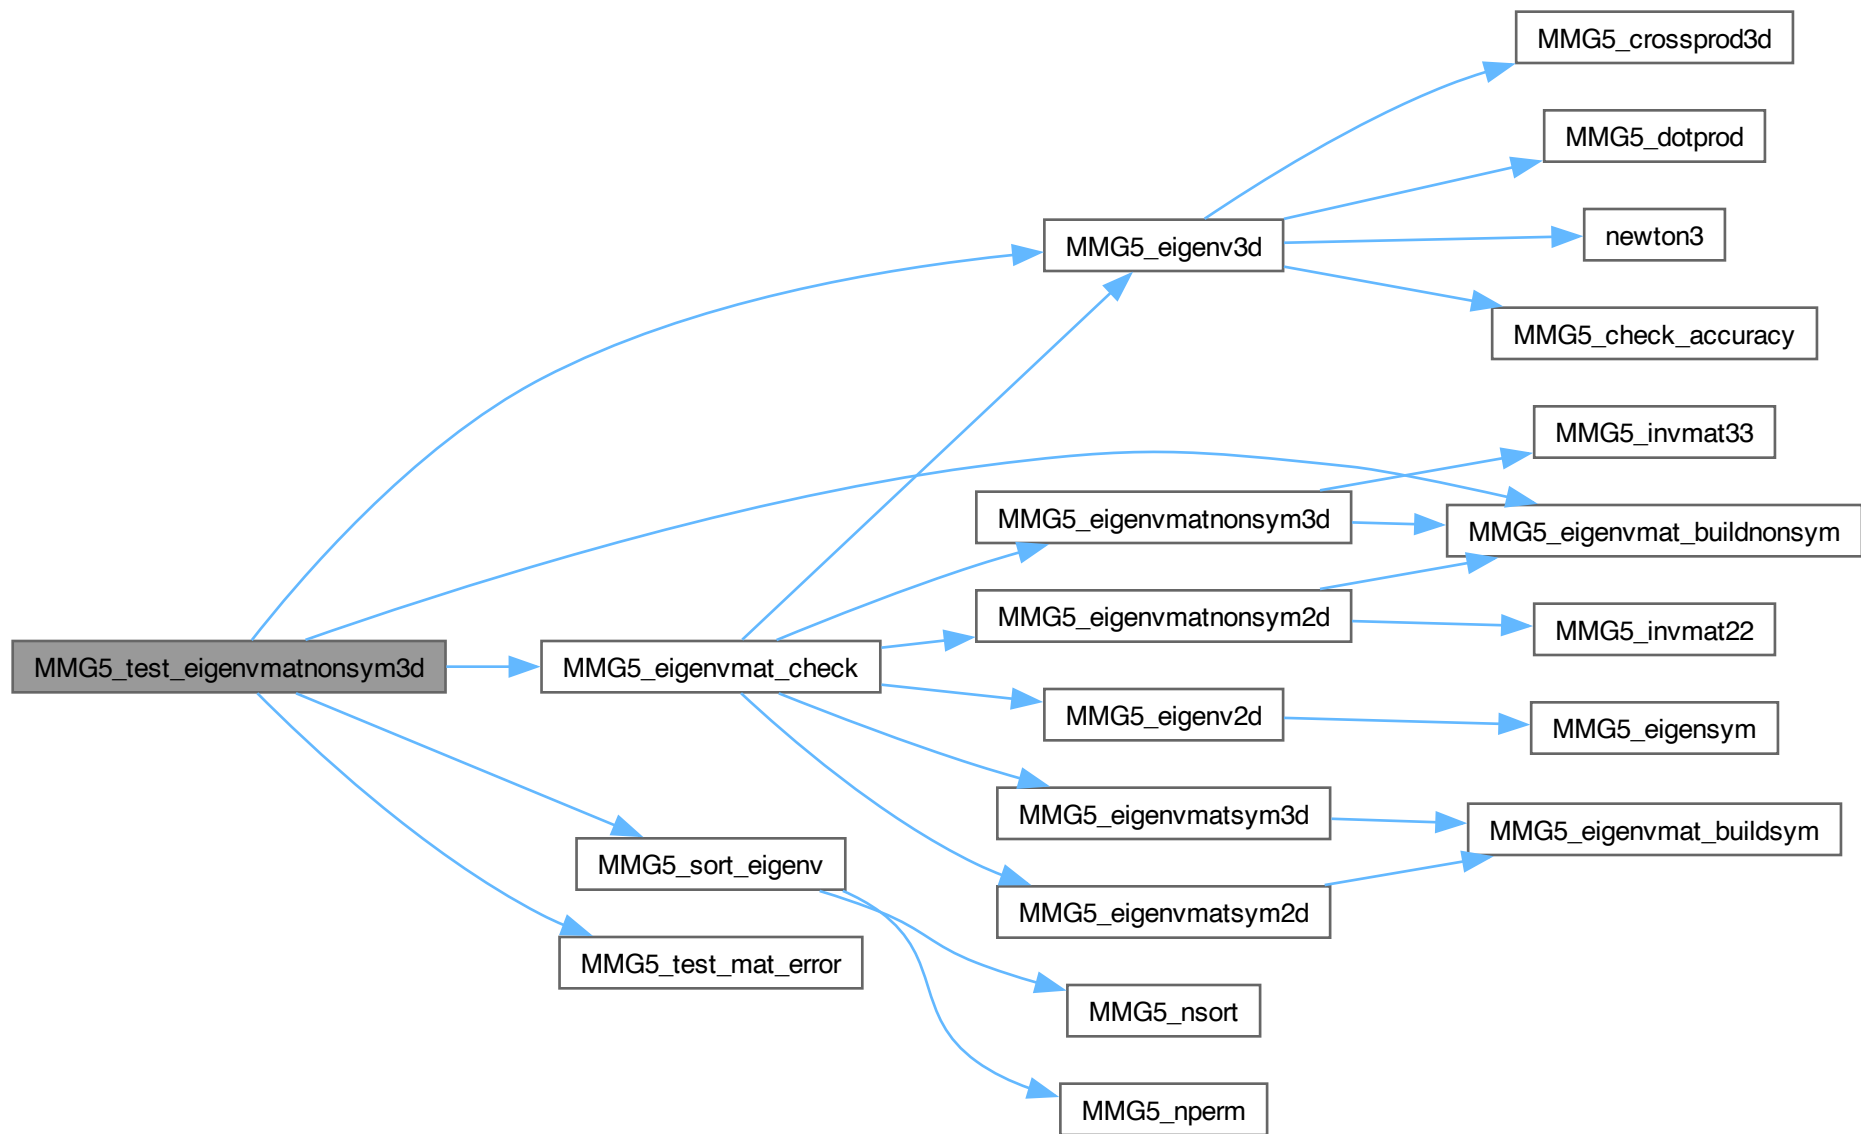 MMG5_crossprod3d
MMG5_dotprod
MMG5_eigenv3d
newton3
MMG5_check_accuracy
MMG5_invmat33
MMG5_eigenvmatnonsym3d
MMG5_eigenvmat_buildnonsym
MMG5_eigenvmatnonsym2d
MMG5_invmat22
MMG5_test_eigenvmatnonsym3d
MMG5_eigenvmat_check
MMG5_eigenv2d
MMG5_eigensym
MMG5_eigenvmatsym3d
MMG5_eigenvmat_buildsym
MMG5_sort_eigenv
MMG5_eigenvmatsym2d
MMG5_test_mat_error
MMG5_nsort
MMG5_nperm